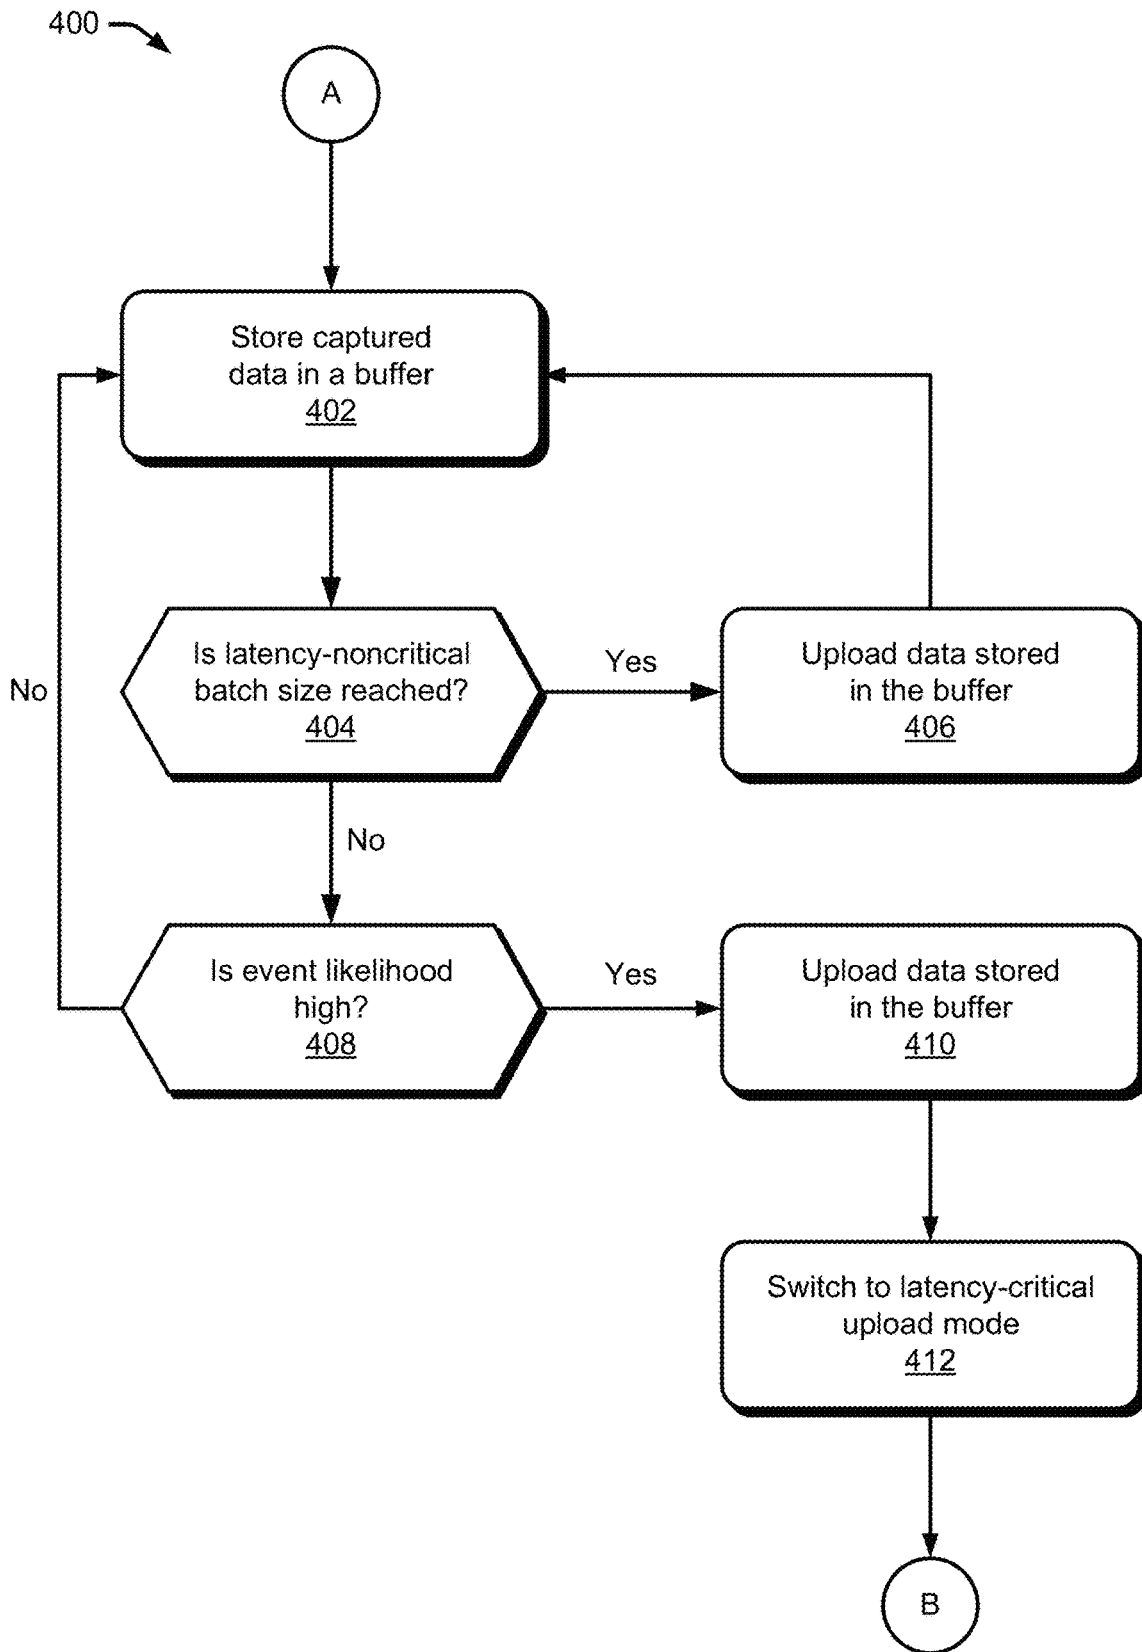 400
A
Store captured
data in a buffer
402
Is latency-noncritical
batch size reached?
404
Yes
Upload data stored
in the buffer
406
No
No
Is event likelihood
high?
408
Yes
Upload data stored
in the buffer
410
Switch to latency-critical
upload mode
412
B